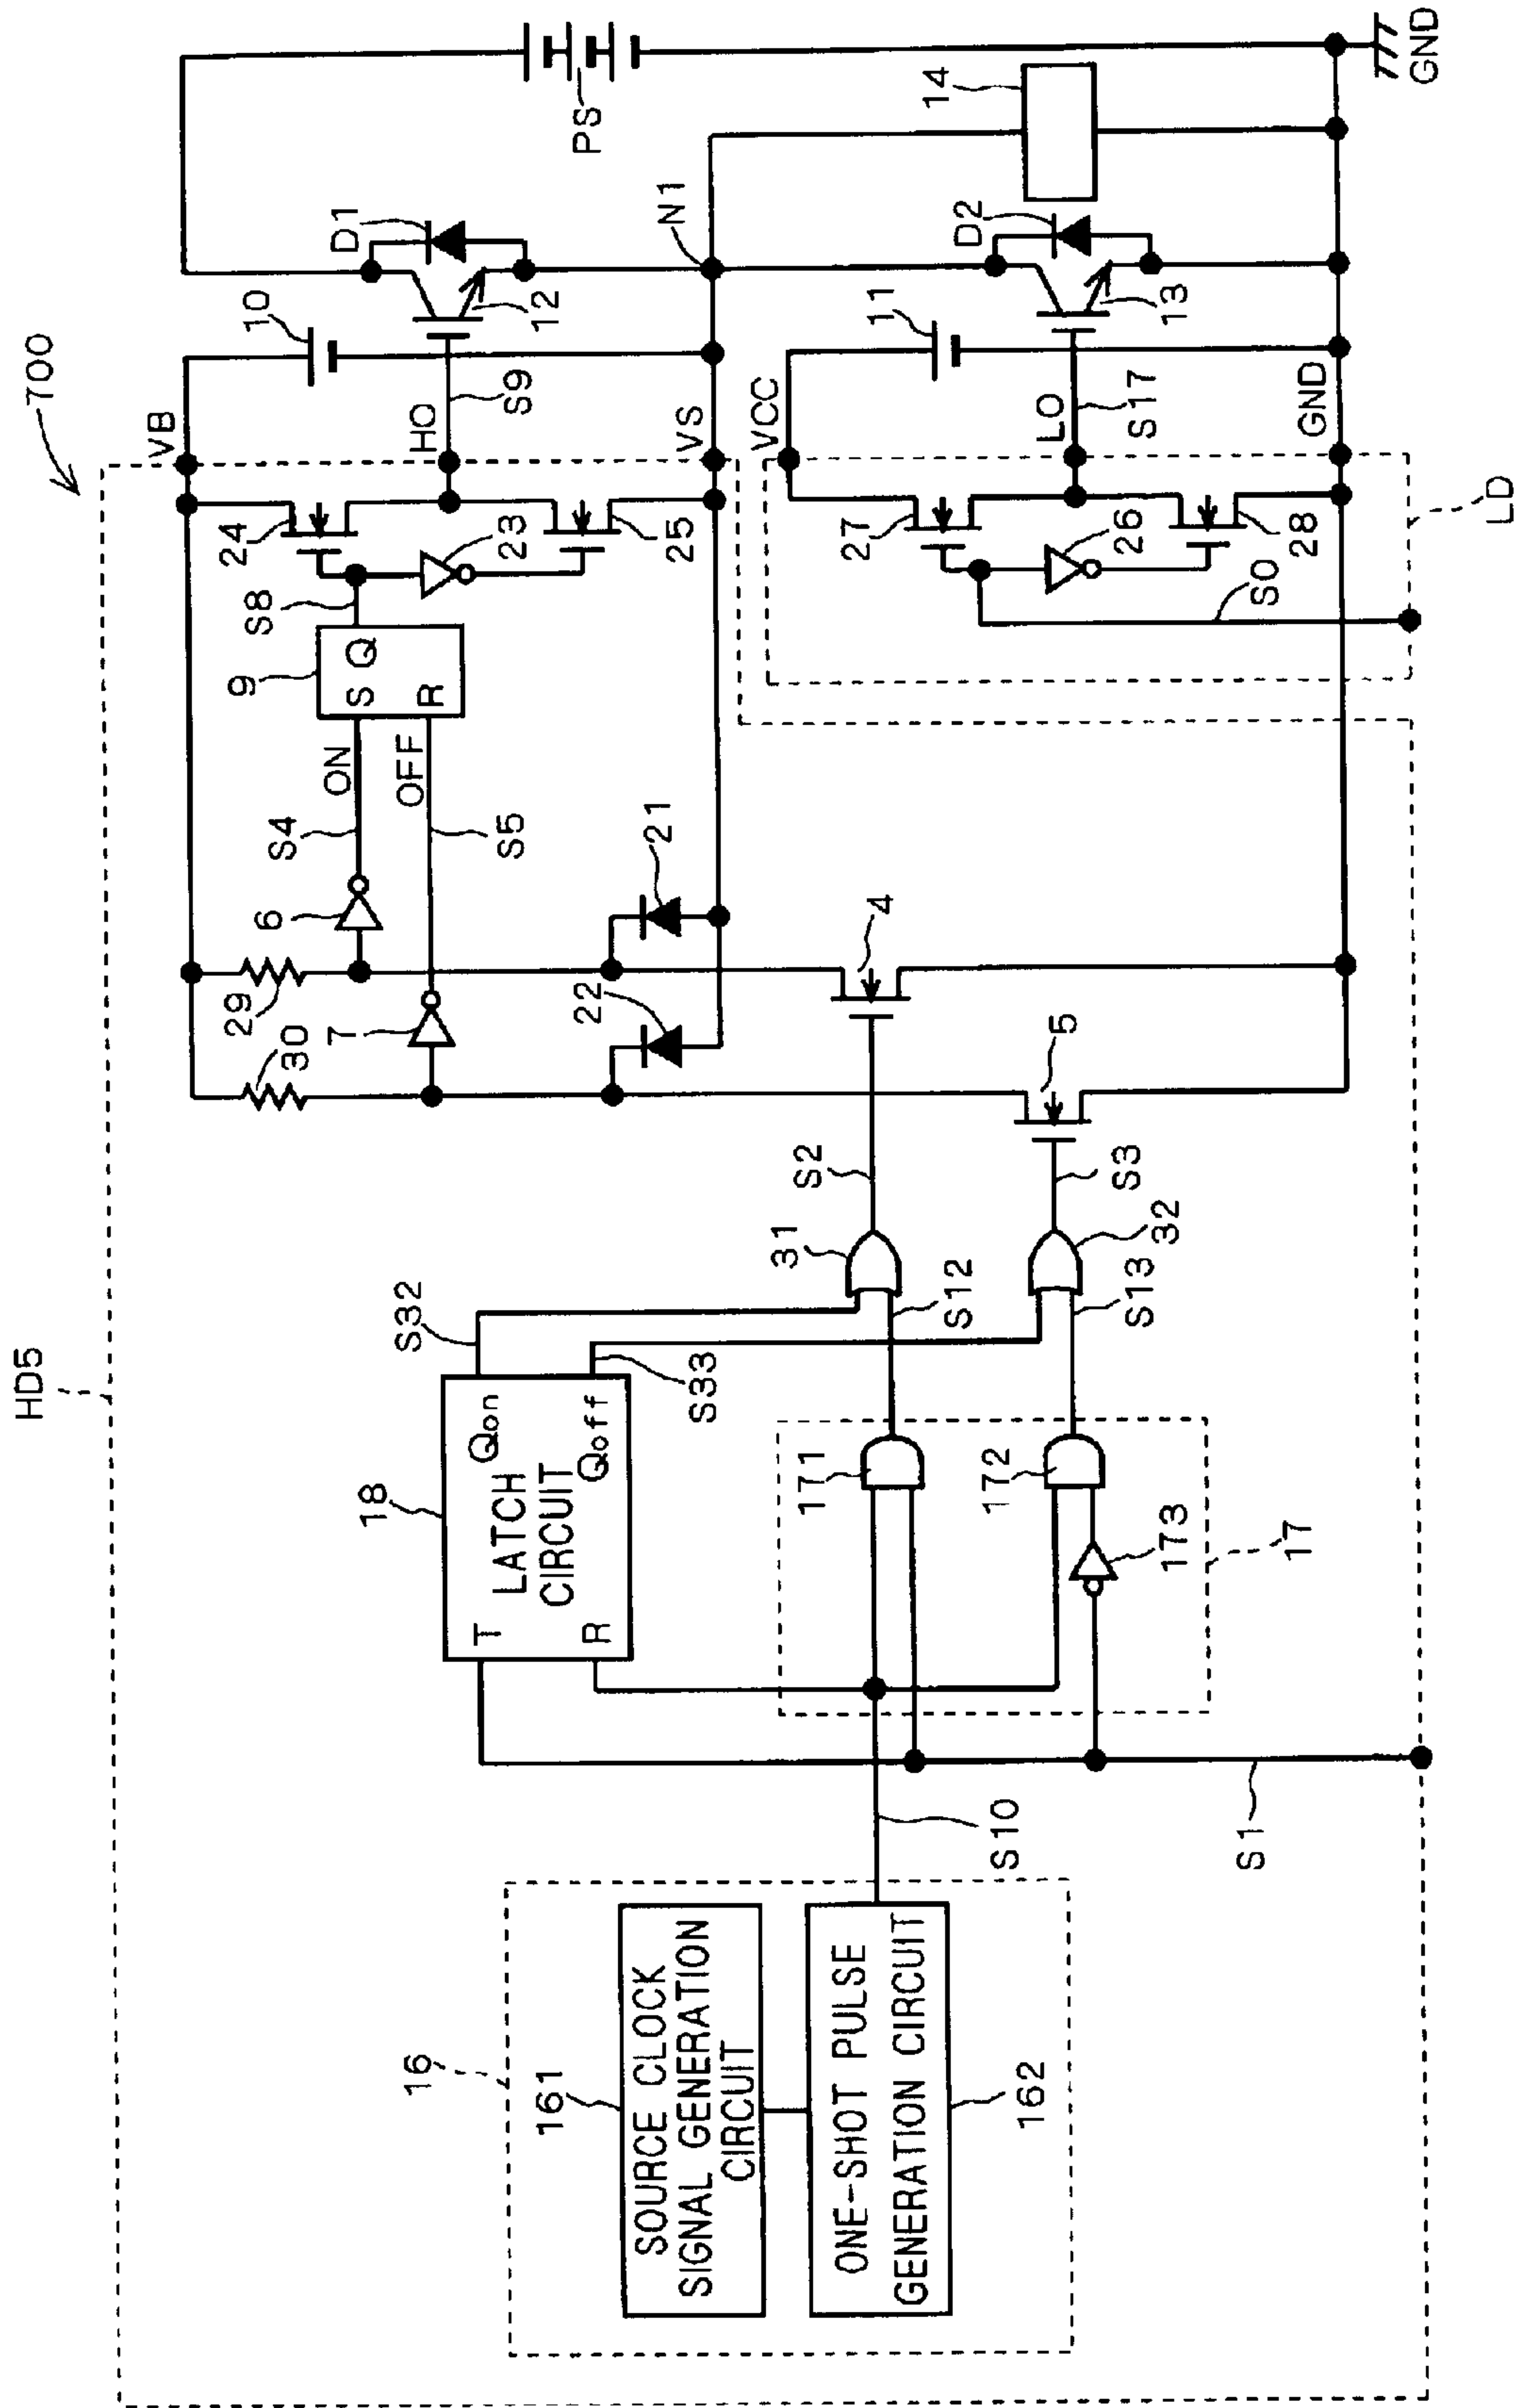 700
HD5
VB
10
D1
PS
24
S8
HO
S9
12
N1
14
9
S
Q
R
23
25
VS
29
30
6
S4
ON
7
OFF
S5
22
21
VCC
11
D2
27
LO
S17
13
26
28
S0
GND
GND
LD
18
T
R
LATCH
CIRCUIT
Qon
Qoff
S32
S33
31
S2
4
S12
32
S3
5
S13
171
172
173
17
16
161
SOURCE CLOCK
SIGNAL GENERATION
CIRCUIT
ONE-SHOT PULSE
GENERATION CIRCUIT
162
S10
S1